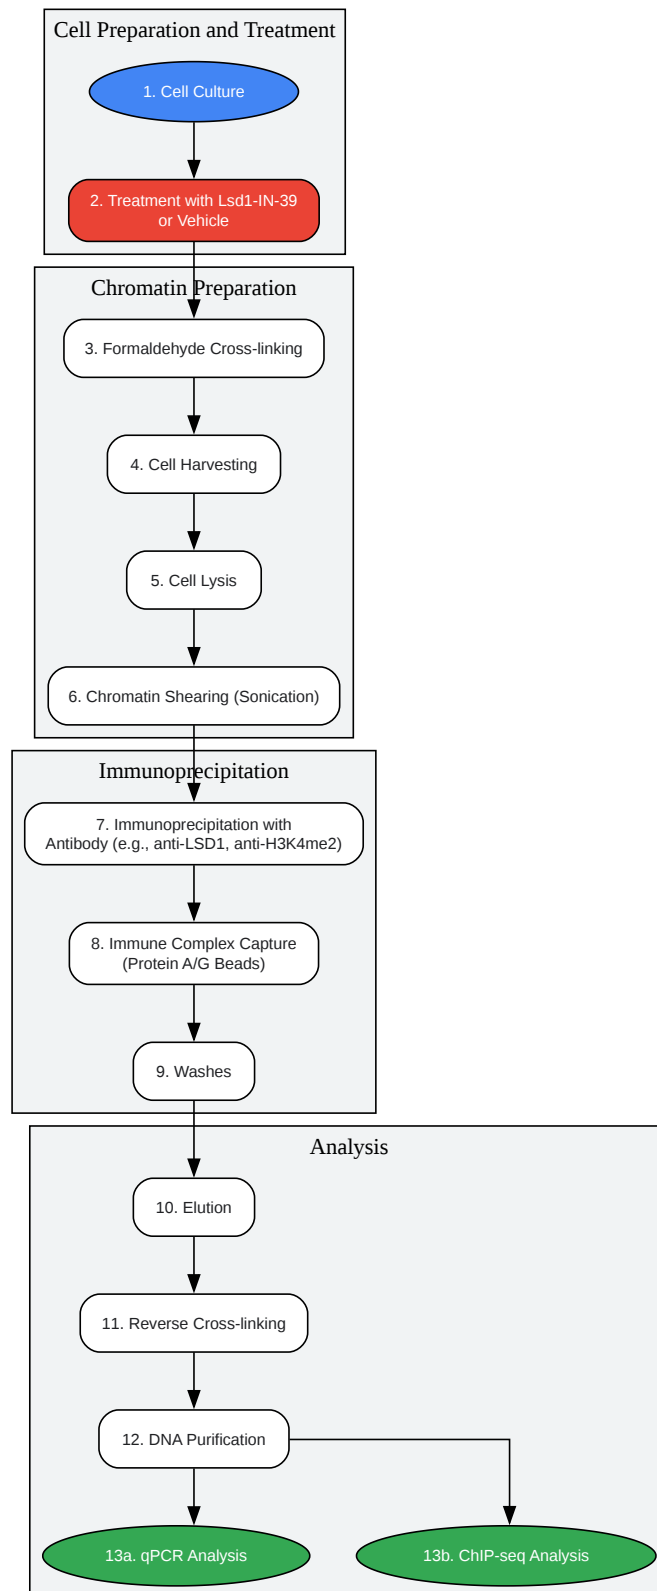 Cell Preparation and Treatment
1. Cell Culture
2. Treatment with Lsd1-IN-39
or Vehicle
Chromatin Preparation
3. Formaldehyde Cross-linking
4. Cell Harvesting
5. Cell Lysis
6. Chromatin Shearing (Sonication)
Immunoprecipitation
7. Immunoprecipitation with
Antibody (e.g., anti-LSD1, anti-H3K4me2)
8. Immune Complex Capture
(Protein A/G Beads)
9. Washes
Analysis
10. Elution
11. Reverse Cross-linking
12. DNA Purification
13a. qPCR Analysis
13b. ChIP-seq Analysis